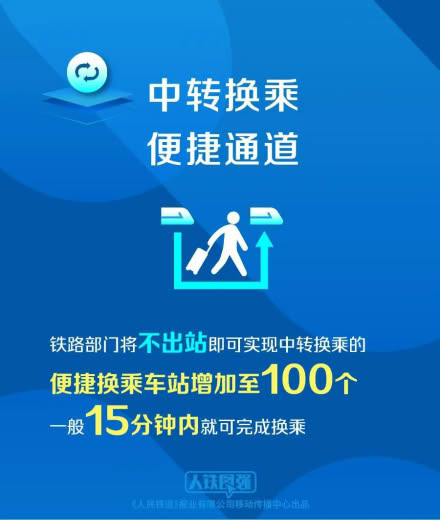 中转换乘
便捷通道
铁路部门将不出站即可实现中转换乘的
便捷换乘车站增加至100个
一般15分钟内就可完成换乘
人铁图强
《人民铁道》报业有限公司移动传播中心出品